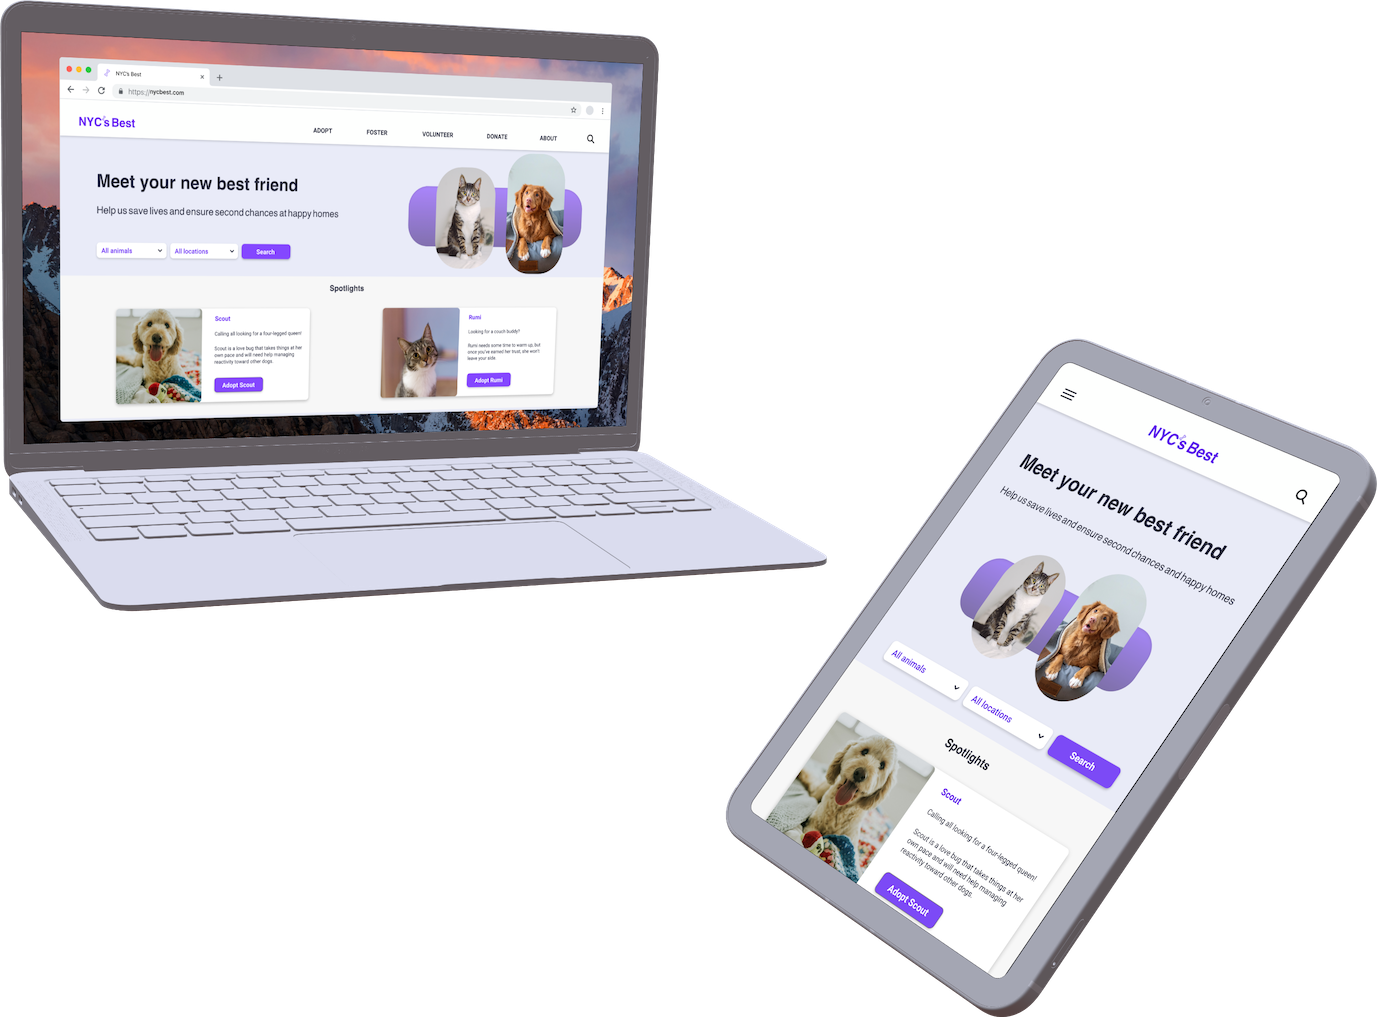 NYC's Best
https://nycbest.com
NYC's Best
ADOPT FOSTER VOLUNTEER DONATE ABOUT
Meet your new best friend
Help us save lives and ensure second chances at happy homes
All animals All locations Search
Spotlights
Scout
Calling all looking for a four-legged queen!
Scout is a love bug that takes things at her
own pace and will need help managing
reactivity toward other dogs.
Adopt Scout
Rumi
Looking for a couch buddy?
Rumi needs some time to warm up, but
once you've earned her trust, she won't
leave your side.
Adopt Rumi
NYC's Best
Meet your new best friend
Help us save lives and ensure second chances and happy homes
All animals All locations Search
Spotlights
Scout
Calling all looking for a four-legged queen!
Scout is a love bug that takes things at her
own pace and will need help managing
reactivity toward other dogs.
Adopt Scout